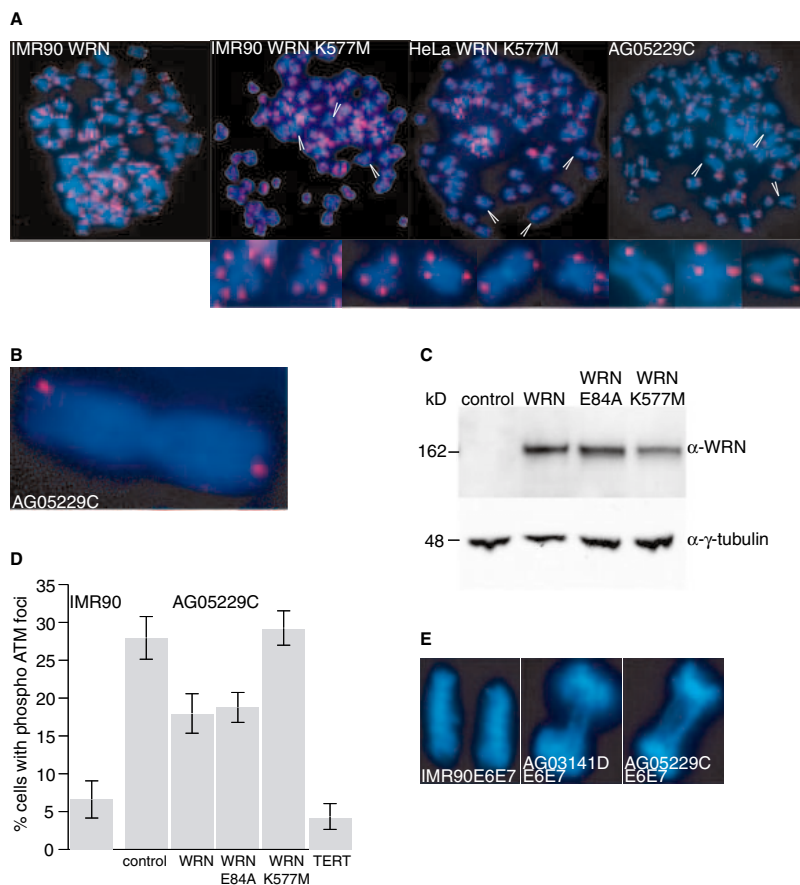 A
IMR90 WRN
IMR90 WRN K577M
HeLa WRN K577M
AG05229C
B
AG05229C
C
kD
control
WRN
WRN
E84A
WRN
K577M
162
α-WRN
48
α-γ-tubulin
D
% cells with phospho ATM foci
35
30
25
20
15
10
5
0
IMR90
AG05229C
control
WRN
WRN
E84A
WRN
K577M
TERT
E
IMR90E6E7
AG03141D
E6E7
AG05229C
E6E7